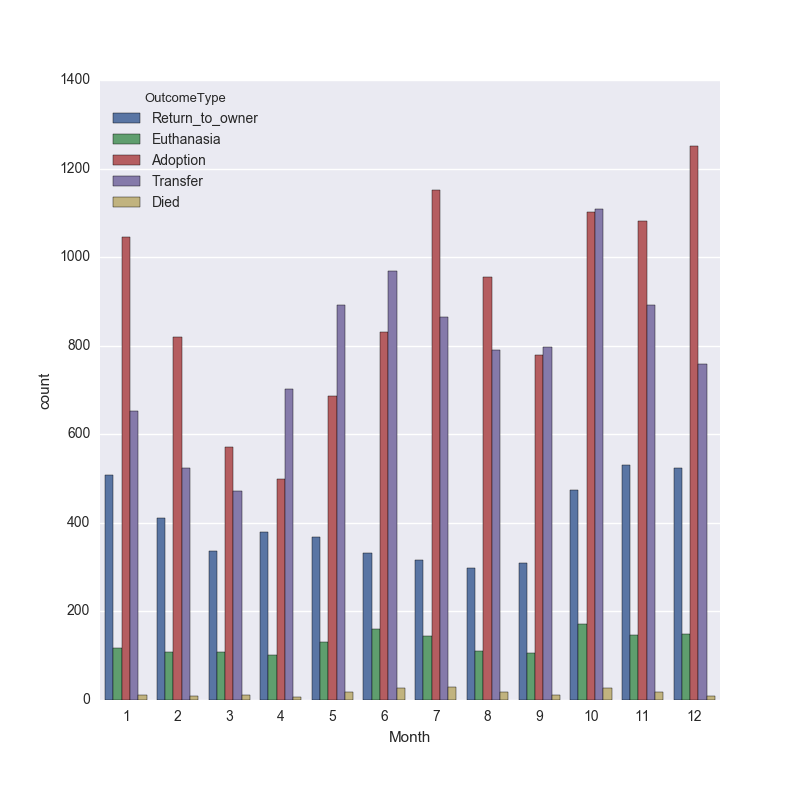 1400
1200
1000
800
600
400
200
0
count
OutcomeType
Return_to_owner
Euthanasia
Adoption
Transfer
Died
1 2 3 4 5 6 7 8 9 10 11 12
Month